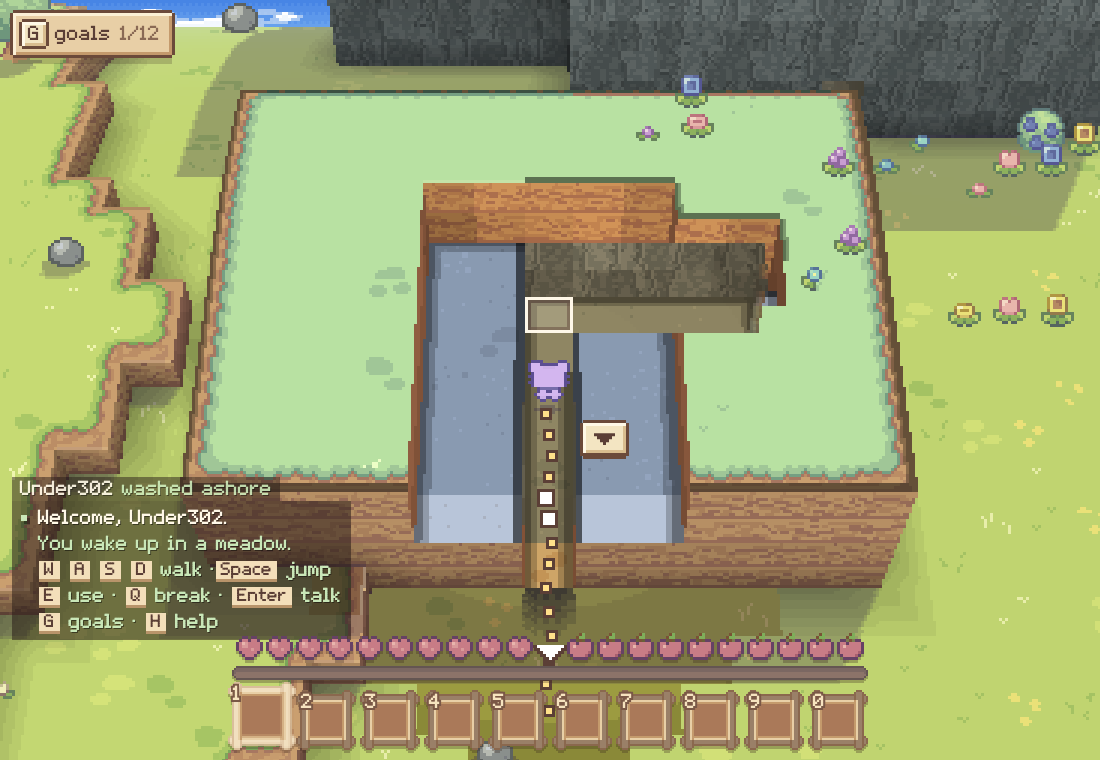 G goals 1/12
Under302 washed ashore
Welcome, Under302.
You wake up in a meadow.
W A S D walk · Space jump
E use · Q break · Enter talk
G goals · H help
1 2 3 4 5 6 7 8 9 0